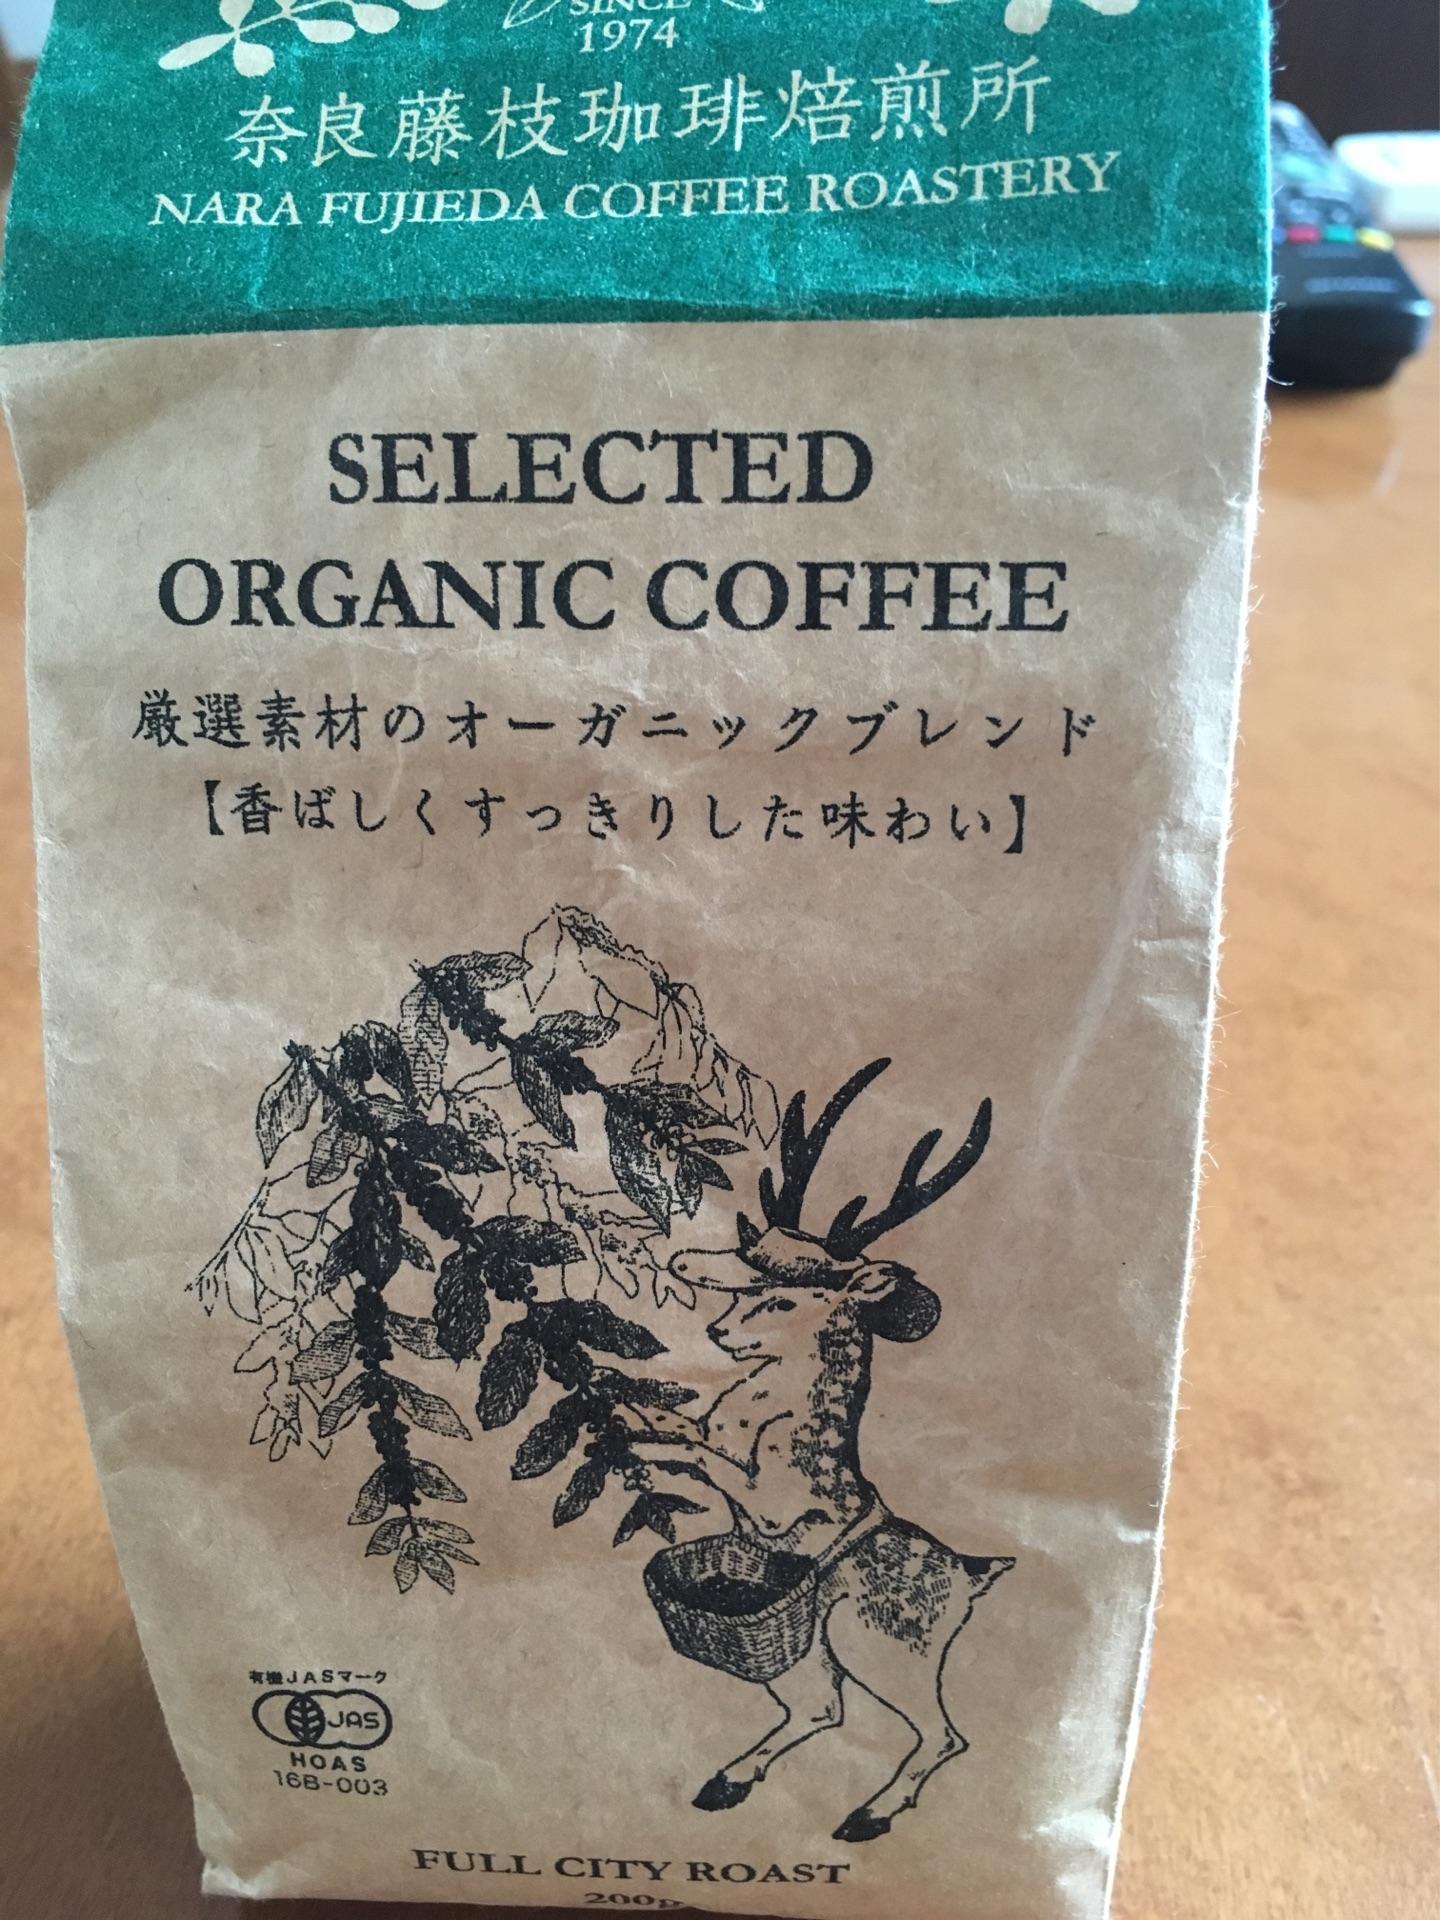 SINCE
1974
奈良藤枝珈琲焙煎所
NARA FUJIEDA COFFEE ROASTERY
SELECTED
ORGANIC COFFEE
厳選素材のオーガニックブレンド
【香ばしくすっきりした味わい】
有機JASマーク
JAS
HOAS
16B-003
FULL CITY ROAST
200g